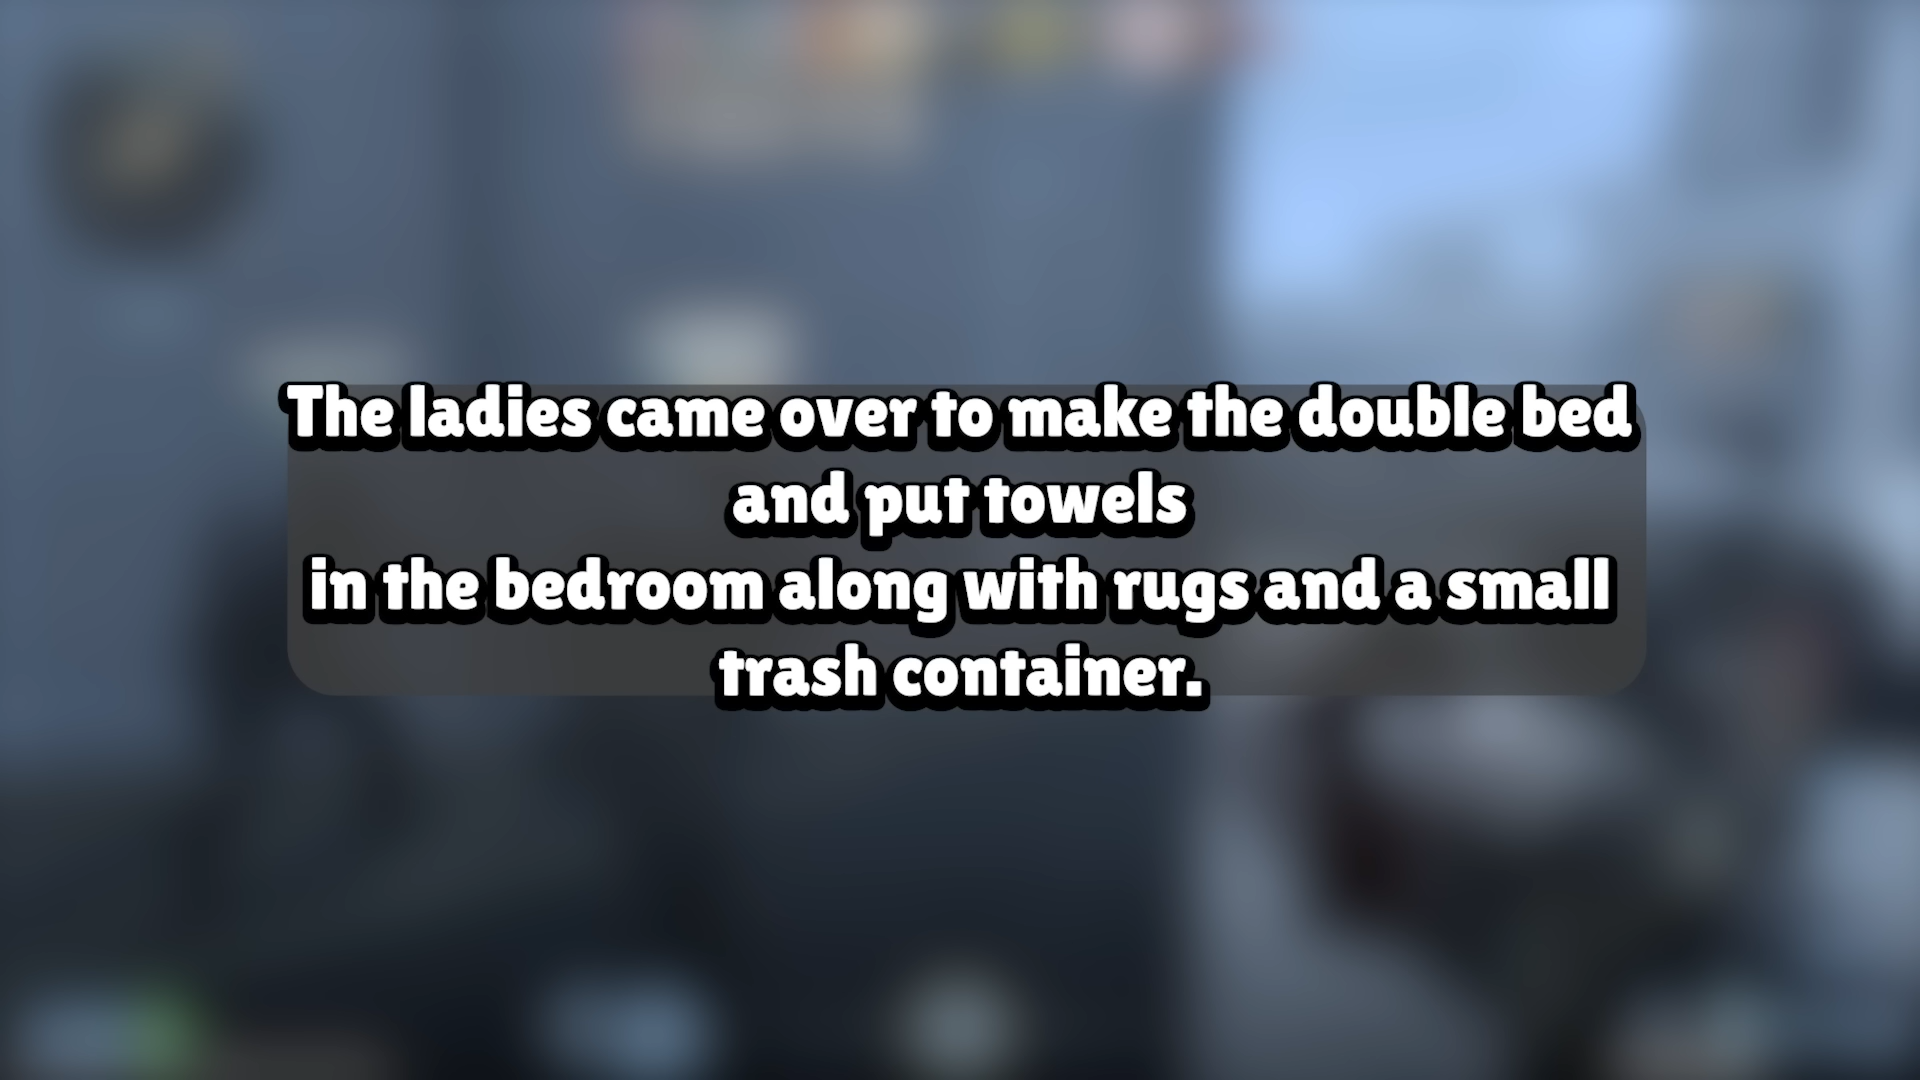 The ladies came over to make the double bed
and put towels
in the bedroom along with rugs and a small
trash container.